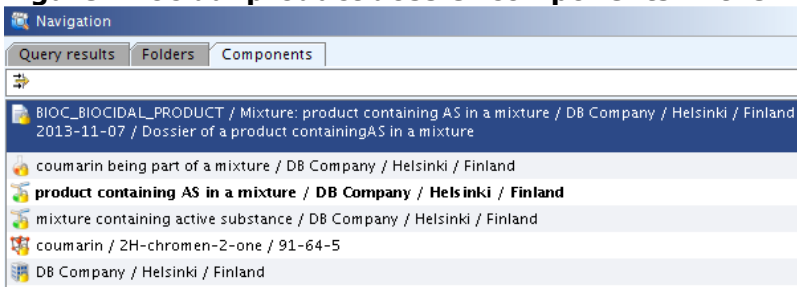 Navigation
Query results Folders Components
BIOC_BIOCIDAL_PRODUCT / Mixture: product containing AS in a mixture / DB Company / Helsinki / Finland
2013-11-07 / Dossier of a product containingAS in a mixture
coumarin being part of a mixture / DB Company / Helsinki / Finland
product containing AS in a mixture / DB Company / Helsinki / Finland
mixture containing active substance / DB Company / Helsinki / Finland
coumarin / 2H-chromen-2-one / 91-64-5
DB Company / Helsinki / Finland